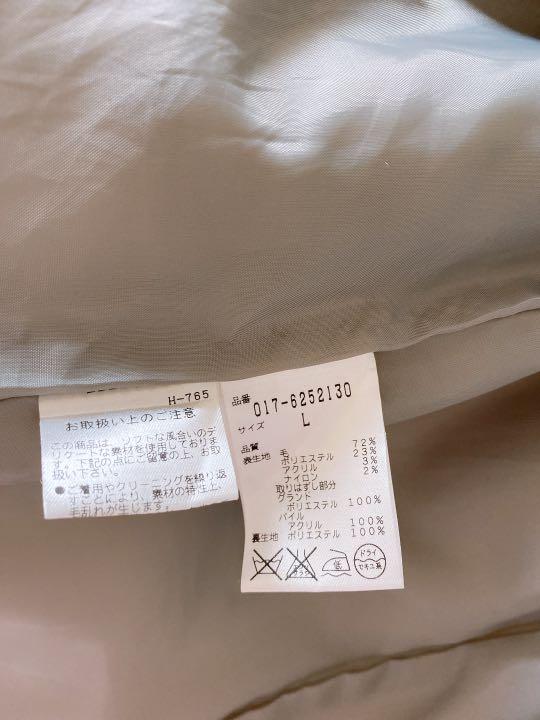 H-765
お取扱い上のご注意
この商品は、ソフトな風合いのデ
リケートな素材を使用しておりま
す。下記の点にご留意の上、お取
扱い下さい。
●ご着用やクリーニングを繰り返
すことにより、素材の特性上、
毛乱れが生じます。
品番 017-6252130
サイズ L
品質
表生地 毛 72%
ポリエステル 23%
アクリル 3%
ナイロン 2%
取りはずし部分
グランド
ポリエステル 100%
パイル
アクリル 100%
裏生地 ポリエステル 100%
低 ドライ
セキユ系